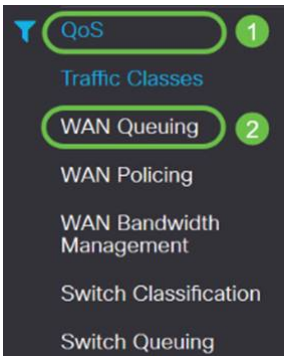 QoS 1
Traffic Classes
WAN Queuing 2
WAN Policing
WAN Bandwidth
Management
Switch Classification
Switch Queuing